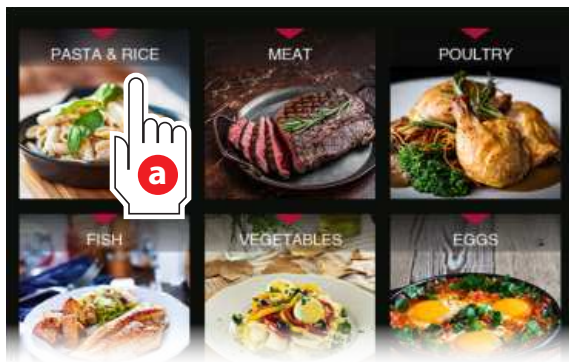 PASTA & RICE
MEAT
POULTRY
a
FISH
VEGETABLES
EGGS